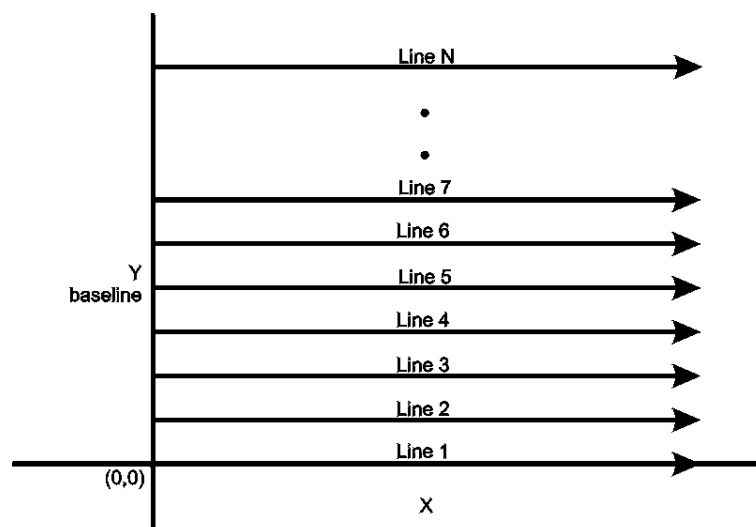 Line N
Line 7
Line 6
Y
baseline
Line 5
Line 4
Line 3
Line 2
Line 1
(0,0)
X